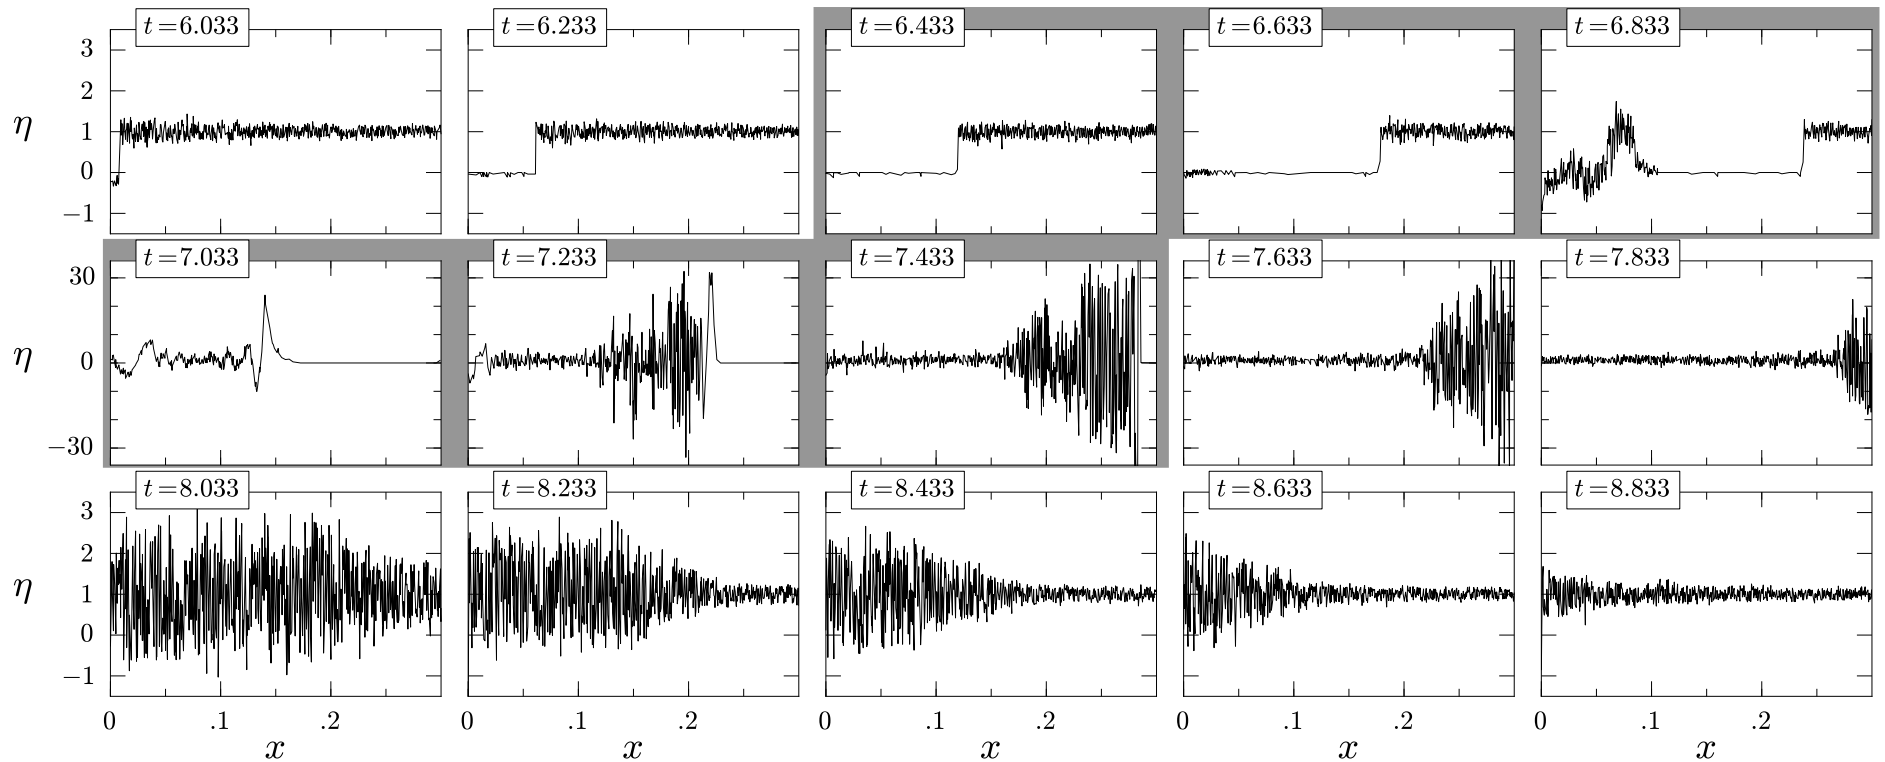 t=6.033 t=6.233 t=6.433 t=6.633 t=6.833
3
2
η 1
0
−1
t=7.033 t=7.233 t=7.433 t=7.633 t=7.833
30
η 0
−30
t=8.033 t=8.233 t=8.433 t=8.633 t=8.833
3
2
η 1
0
−1
0 .1 .2 0 .1 .2 0 .1 .2 0 .1 .2 0 .1 .2
x x x x x